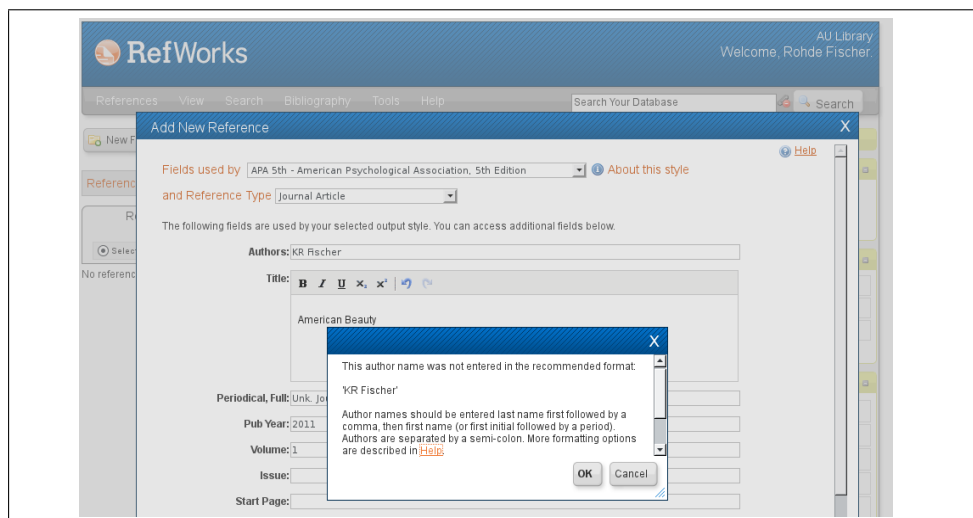 RefWorks
AU Library
Welcome, Rohde Fischer.
References View Search Bibliography Tools Help Search Your Database Search
New F
Add New Reference X
Help
Fields used by APA 5th - American Psychological Association, 5th Edition About this style
Referenc
and Reference Type Journal Article
R
The following fields are used by your selected output style. You can access additional fields below.
Selec
Authors: KR Fischer
No referenc
Title:
B I U x₂ x²
American Beauty
X
This author name was not entered in the recommended format:
'KR Fischer'
Author names should be entered last name first followed by a
comma, then first name (or first initial followed by a period).
Authors are separated by a semi-colon. More formatting options
are described in Help.
OK Cancel
Periodical, Full: Unk. Jo
Pub Year: 2011
Volume: 1
Issue:
Start Page: